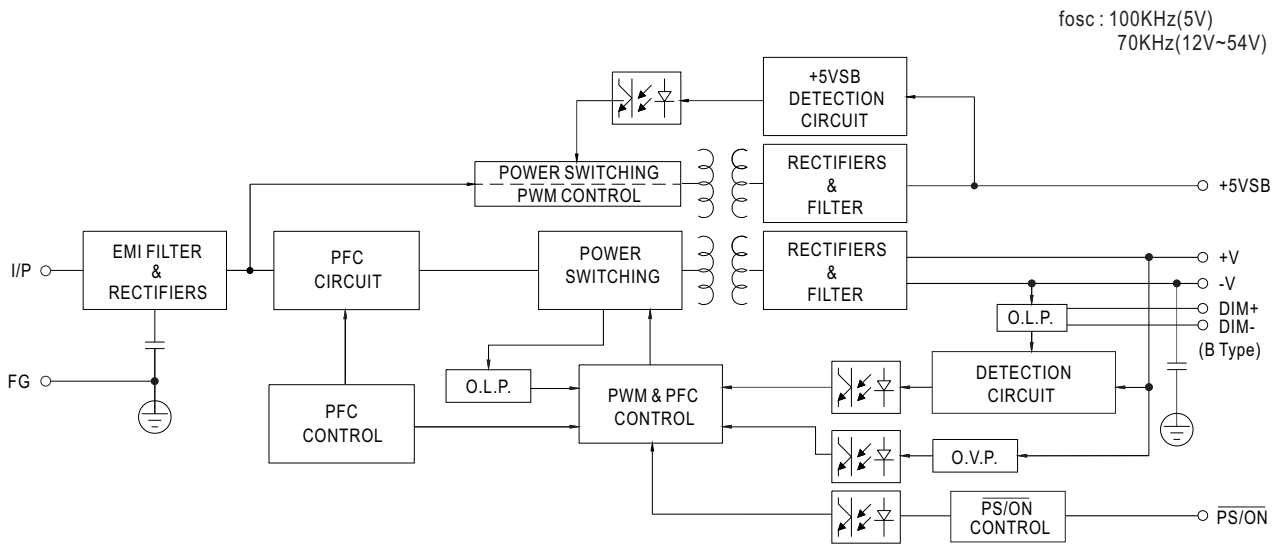 fosc : 100KHz(5V)
70KHz(12V~54V)
+5VSB
DETECTION
CIRCUIT
POWER SWITCHING
PWM CONTROL
RECTIFIERS
&
FILTER
+5VSB
I/P
EMI FILTER
&
RECTIFIERS
PFC
CIRCUIT
POWER
SWITCHING
RECTIFIERS
&
FILTER
+V
-V
O.L.P.
DIM+
DIM-
(B Type)
FG
O.L.P.
PFC
CONTROL
PWM & PFC
CONTROL
DETECTION
CIRCUIT
O.V.P.
PS/ON
CONTROL
PS/ON